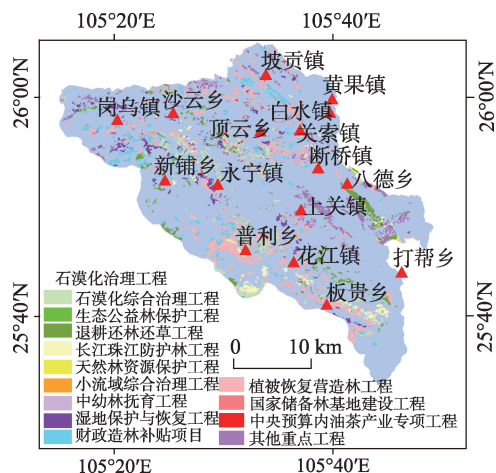 105°20′E 105°40′E
坡贡镇
26°00′N 26°00′N
黄果镇
沙云乡
岗乌镇
白水镇
顶云乡
关索镇
断桥镇
新铺乡
永宁镇
八德乡
上关镇
普利乡
花江镇
打帮乡
板贵乡
25°40′N 25°40′N
石漠化治理工程
石漠化综合治理工程
生态公益林保护工程
退耕还林还草工程
长江珠江防护林工程
天然林资源保护工程
小流域综合治理工程
中幼林抚育工程
湿地保护与恢复工程
财政造林补贴项目
0 10 km
植被恢复营造林工程
国家储备林基地建设工程
中央预算内油茶产业专项工程
其他重点工程
105°20′E 105°40′E